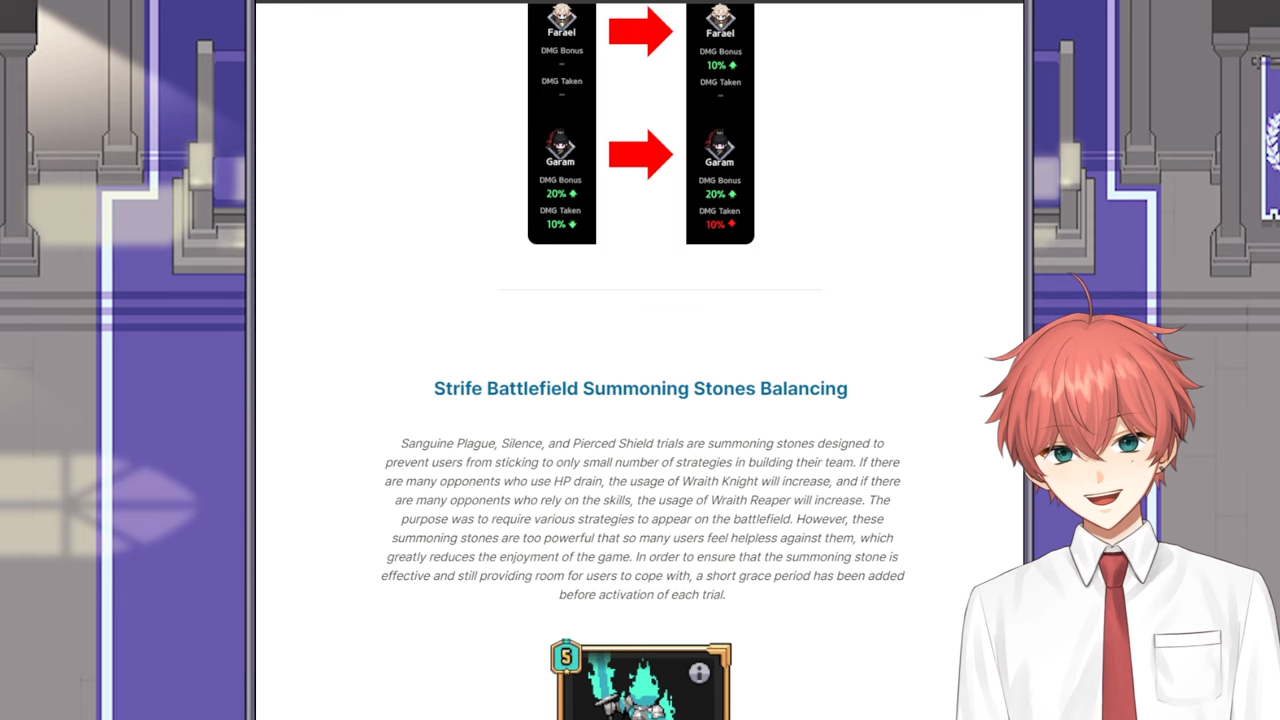 Farael
DMG Bonus
–
DMG Taken
–
Garam
DMG Bonus
20%
DMG Taken
10%
Farael
DMG Bonus
10%
DMG Taken
–
Garam
DMG Bonus
20%
DMG Taken
10%
Strife Battlefield Summoning Stones Balancing
Sanguine Plague, Silence, and Pierced Shield trials are summoning stones designed to
prevent users from sticking to only small number of strategies in building their team. If there
are many opponents who use HP drain, the usage of Wraith Knight will increase, and if there
are many opponents who rely on the skills, the usage of Wraith Reaper will increase. The
purpose was to require various strategies to appear on the battlefield. However, these
summoning stones are too powerful that so many users feel helpless against them, which
greatly reduces the enjoyment of the game. In order to ensure that the summoning stone is
effective and still providing room for users to cope with, a short grace period has been added
before activation of each trial.
5